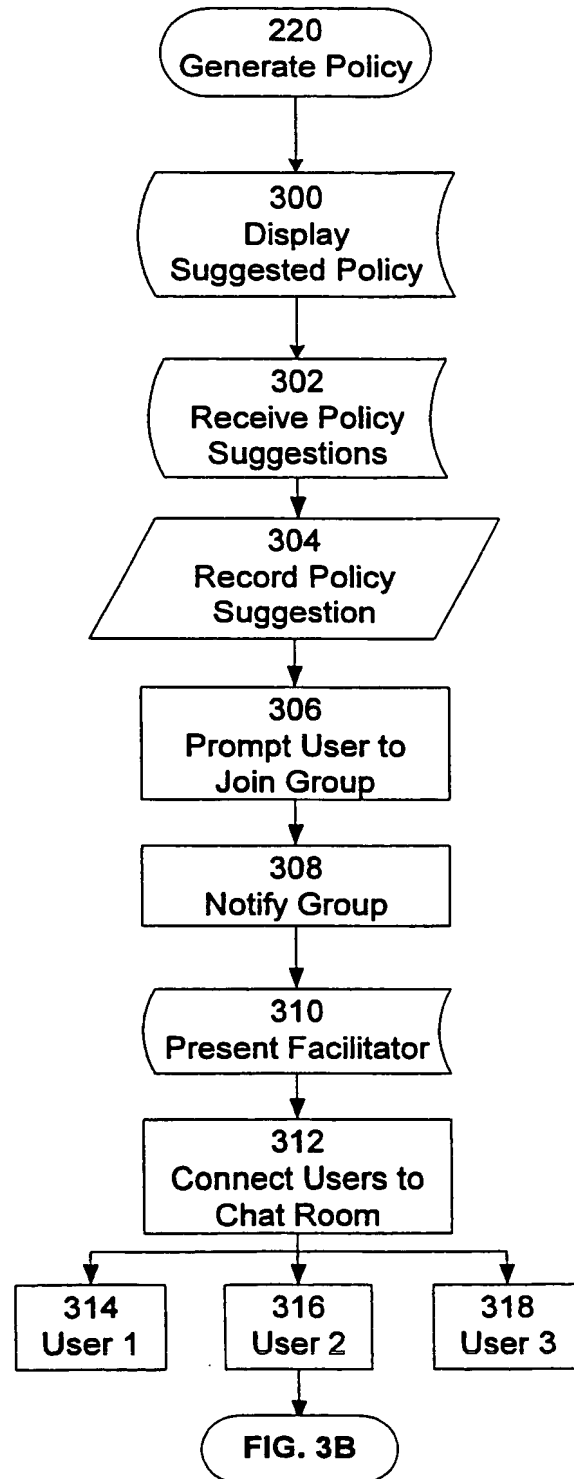 220
Generate Policy
300
Display
Suggested Policy
302
Receive Policy
Suggestions
304
Record Policy
Suggestion
306
Prompt User to
Join Group
308
Notify Group
310
Present Facilitator
312
Connect Users to
Chat Room
314
User 1
316
User 2
318
User 3
FIG. 3B